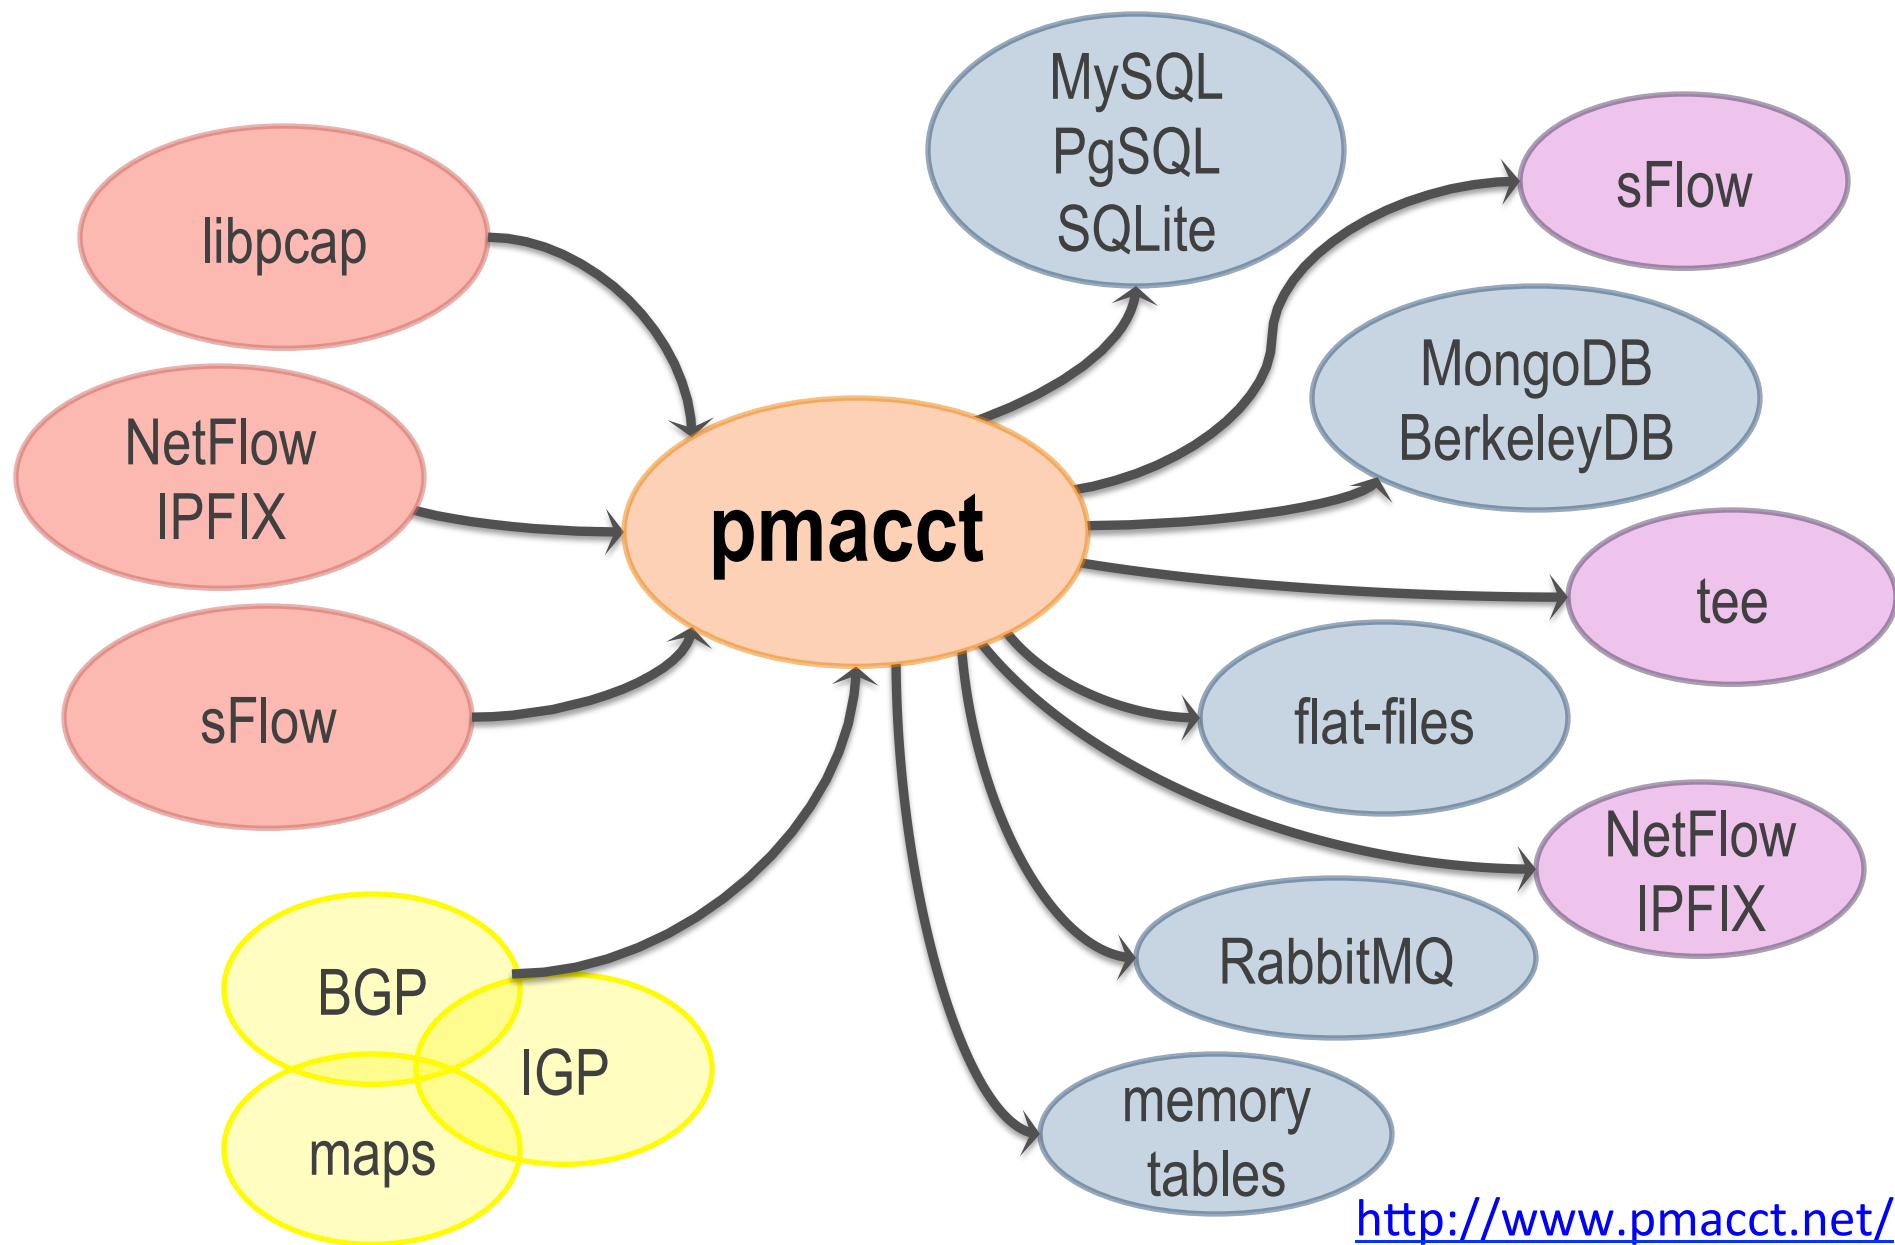 libpcap
NetFlow
IPFIX
sFlow
BGP
IGP
maps
pmacct
MySQL
PgSQL
SQLite
sFlow
MongoDB
BerkeleyDB
tee
flat-files
NetFlow
IPFIX
RabbitMQ
memory
tables
http://www.pmacct.net/